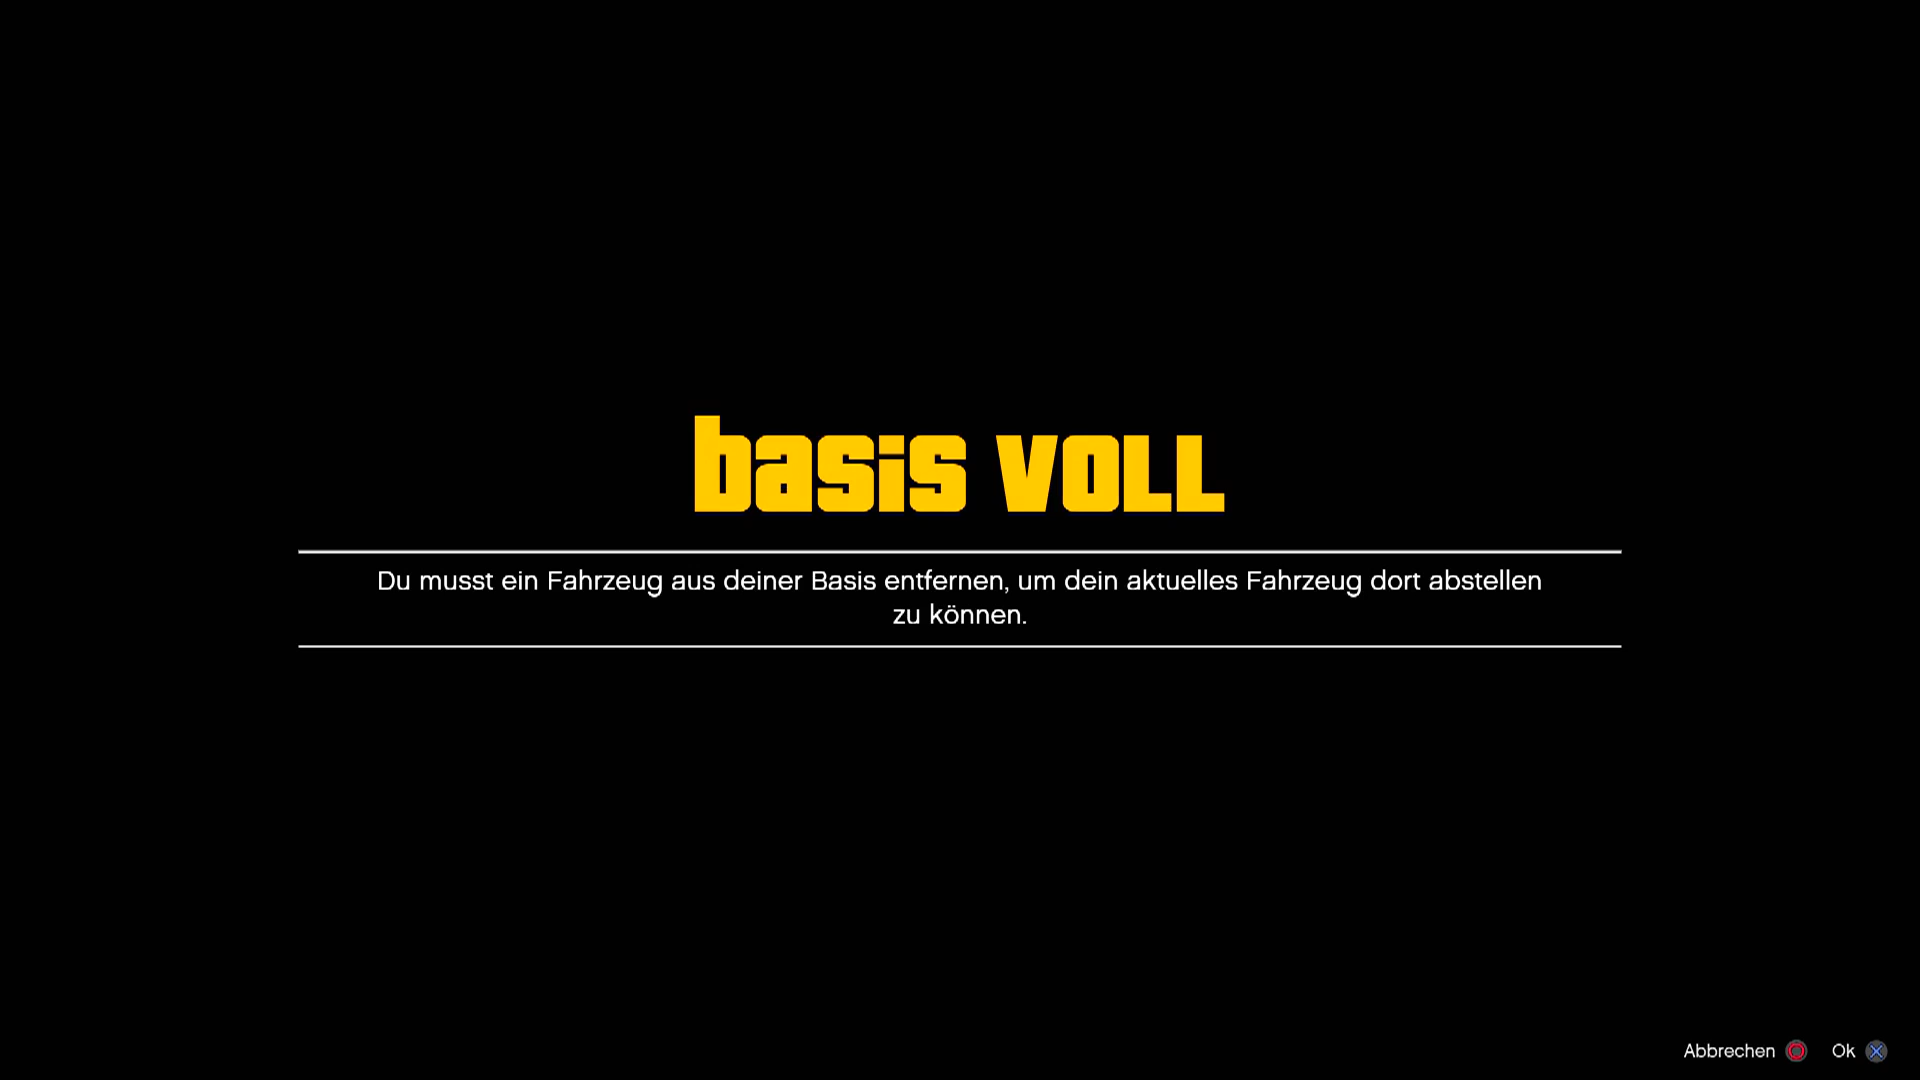 basis voll
Du musst ein Fahrzeug aus deiner Basis entfernen, um dein aktuelles Fahrzeug dort abstellen
zu können.
Abbrechen Ok